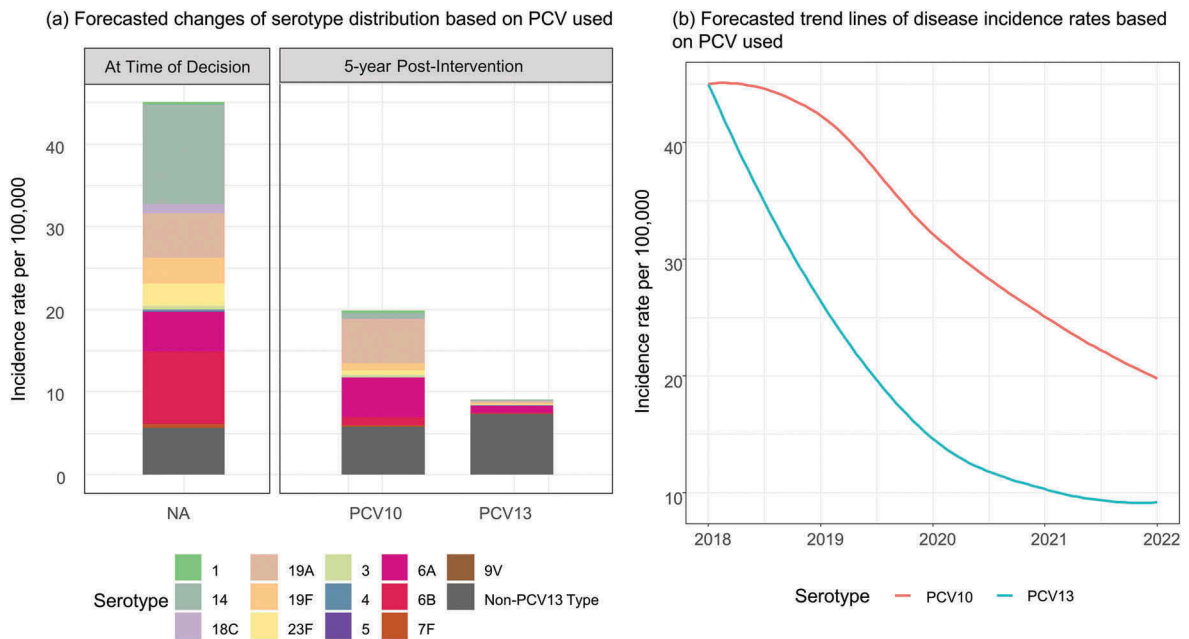 (a) Forecasted changes of serotype distribution based on PCV used
At Time of Decision
5-year Post-Intervention
Incidence rate per 100,000
40
30
20
10
0
NA
PCV10
PCV13
Serotype
1
14
18C
19A
19F
23F
3
4
5
6A
6B
7F
9V
Non-PCV13 Type
(b) Forecasted trend lines of disease incidence rates based
on PCV used
Incidence rate per 100,000
40
30
20
10
2018
2019
2020
2021
2022
Serotype
PCV10
PCV13